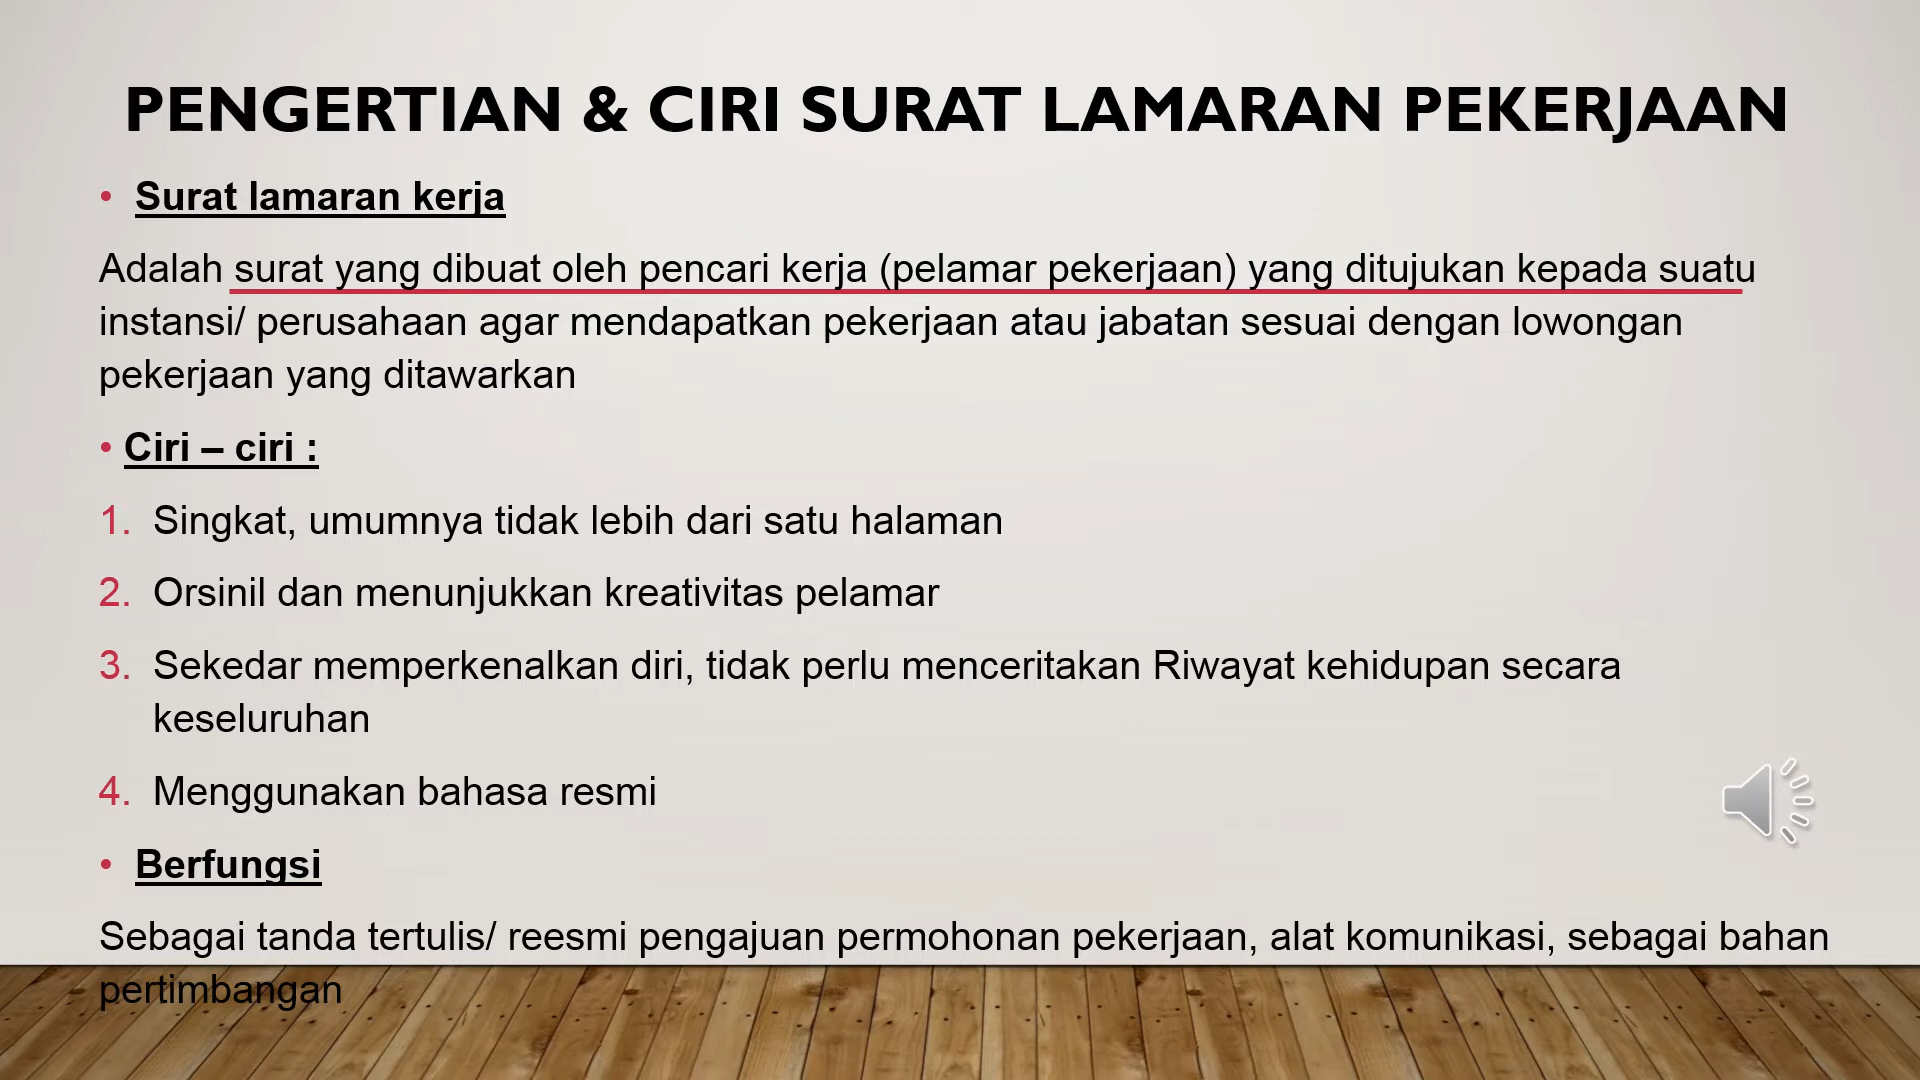 PENGERTIAN & CIRI SURAT LAMARAN PEKERJAAN
• Surat lamaran kerja
Adalah surat yang dibuat oleh pencari kerja (pelamar pekerjaan) yang ditujukan kepada suatu
instansi/ perusahaan agar mendapatkan pekerjaan atau jabatan sesuai dengan lowongan
pekerjaan yang ditawarkan
• Ciri – ciri :
1. Singkat, umumnya tidak lebih dari satu halaman
2. Orsinil dan menunjukkan kreativitas pelamar
3. Sekedar memperkenalkan diri, tidak perlu menceritakan Riwayat kehidupan secara
keseluruhan
4. Menggunakan bahasa resmi
• Berfungsi
Sebagai tanda tertulis/ reesmi pengajuan permohonan pekerjaan, alat komunikasi, sebagai bahan
pertimbangan